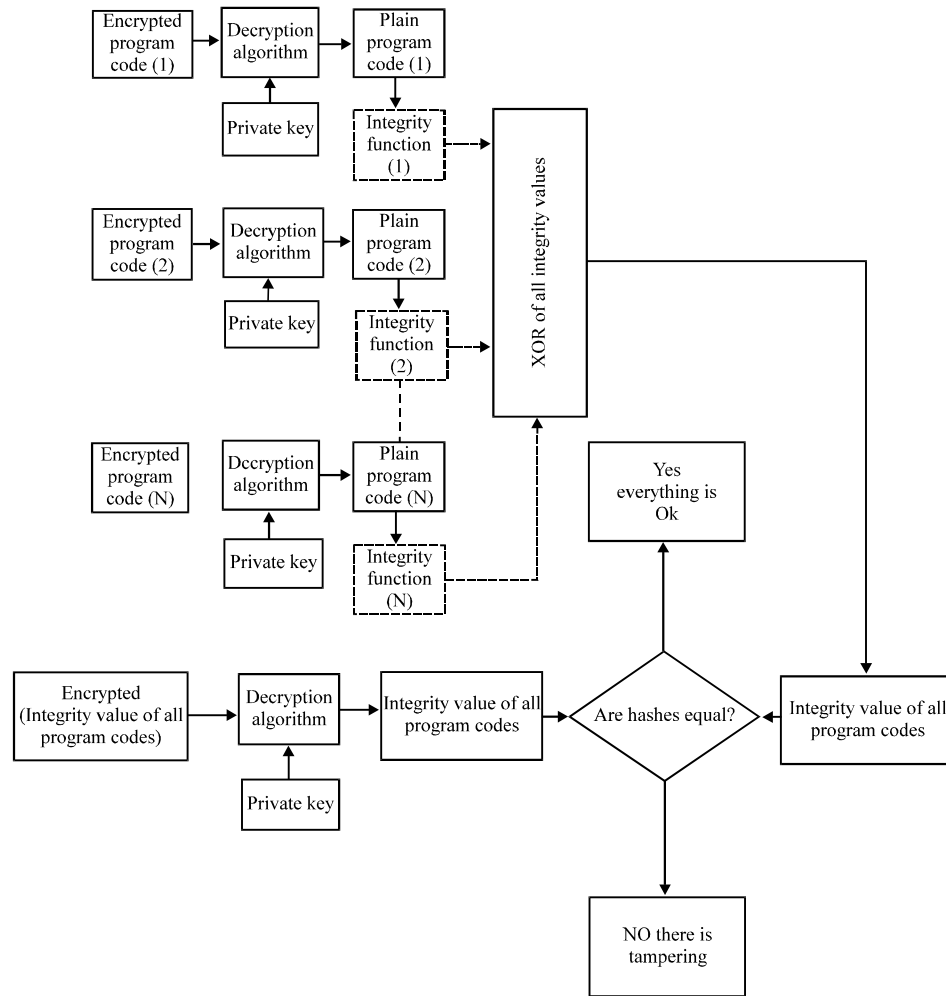 Encrypted
program
code (1)
Decryption
algorithm
Plain
program
code (1)
Private key
Integrity
function
(1)
XOR of all integrity values
Encrypted
program
code (2)
Decryption
algorithm
Plain
program
code (2)
Private key
Integrity
function
(2)
Encrypted
program
code (N)
Dccryption
algorithm
Plain
program
code (N)
Private key
Integrity
function
(N)
Yes
everything is
Ok
Encrypted
(Integrity value of all
program codes)
Decryption
algorithm
Integrity value of all
program codes
Are hashes equal?
Integrity value of all
program codes
Private key
NO there is
tampering